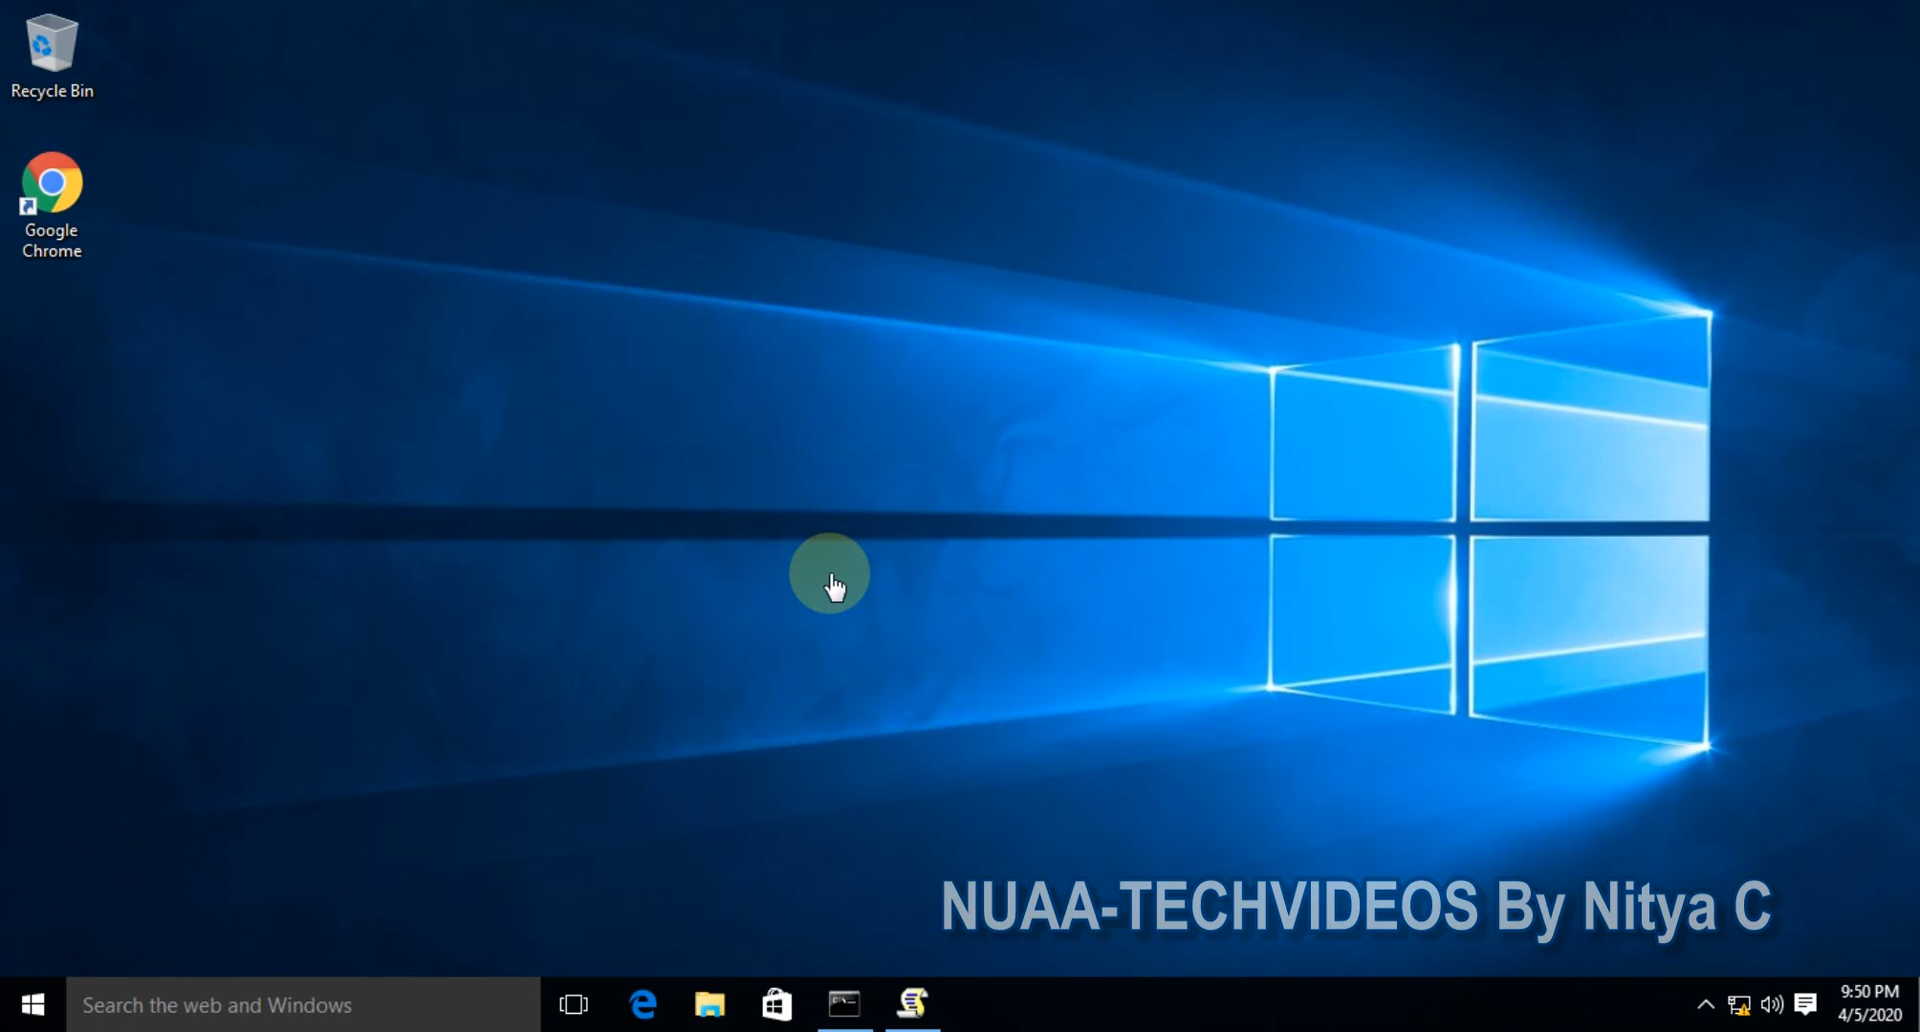 Recycle Bin
Google
Chrome
NUAA-TECHVIDEOS By Nitya C
Search the web and Windows
9:50 PM
4/5/2020